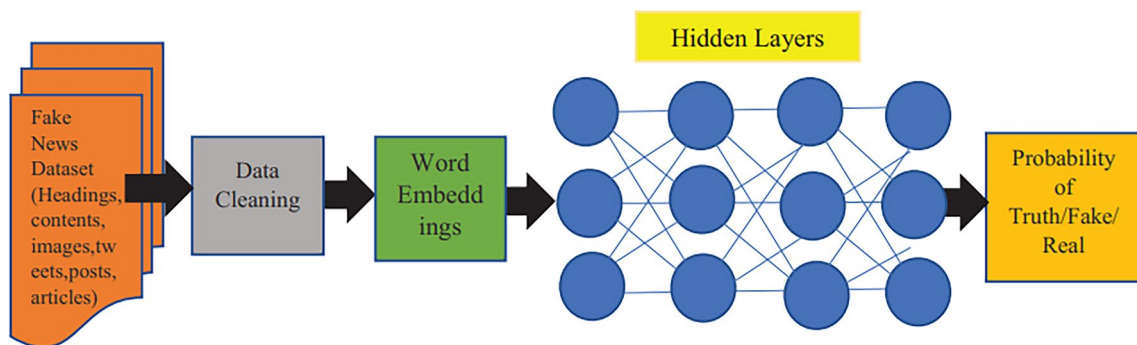 Hidden Layers
Fake
News
Dataset
(Headings,
contents,
images,tw
eets,posts,
articles)
Data
Cleaning
Word
Embedd
ings
Probability
of
Truth/Fake/
Real